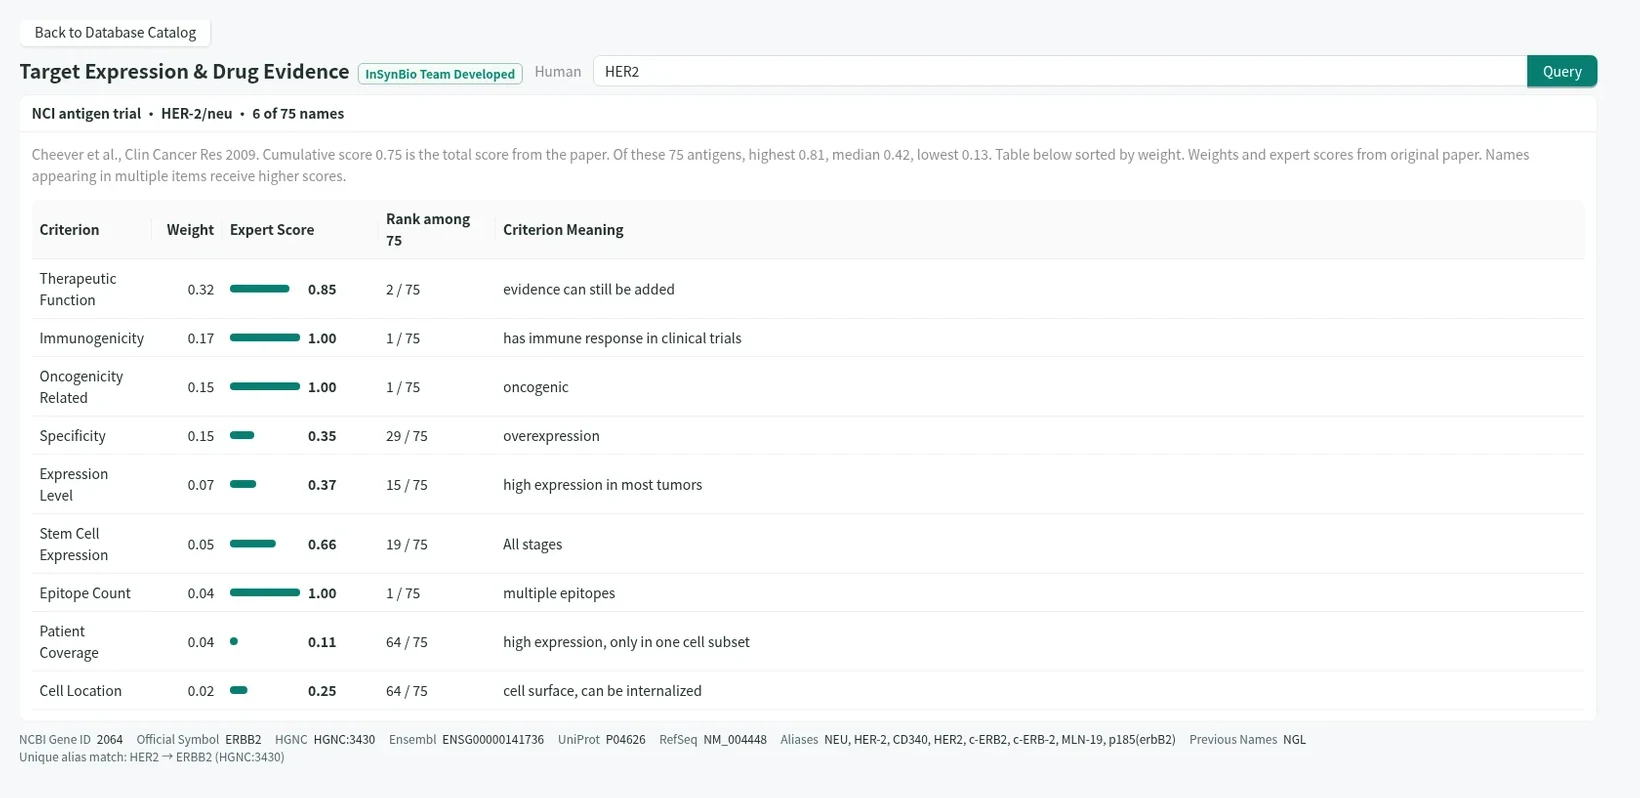 Back to Database Catalog
Target Expression & Drug Evidence InSynBio Team Developed Human HER2 Query
NCI antigen trial • HER-2/neu • 6 of 75 names
Cheever et al., Clin Cancer Res 2009. Cumulative score 0.75 is the total score from the paper. Of these 75 antigens, highest 0.81, median 0.42, lowest 0.13. Table below sorted by weight. Weights and expert scores from original paper. Names
appearing in multiple items receive higher scores.
Criterion Weight Expert Score Rank among
75 Criterion Meaning
Therapeutic
Function 0.32 0.85 2 / 75 evidence can still be added
Immunogenicity 0.17 1.00 1 / 75 has immune response in clinical trials
Oncogenicity
Related 0.15 1.00 1 / 75 oncogenic
Specificity 0.15 0.35 29 / 75 overexpression
Expression
Level 0.07 0.37 15 / 75 high expression in most tumors
Stem Cell
Expression 0.05 0.66 19 / 75 All stages
Epitope Count 0.04 1.00 1 / 75 multiple epitopes
Patient
Coverage 0.04 0.11 64 / 75 high expression, only in one cell subset
Cell Location 0.02 0.25 64 / 75 cell surface, can be internalized
NCBI Gene ID 2064 Official Symbol ERBB2 HGNC HGNC:3430 Ensembl ENSG00000141736 UniProt P04626 RefSeq NM_004448 Aliases NEU, HER-2, CD340, HER2, c-ERB2, c-ERB-2, MLN-19, p185(erbB2) Previous Names NGL
Unique alias match: HER2 → ERBB2 (HGNC:3430)